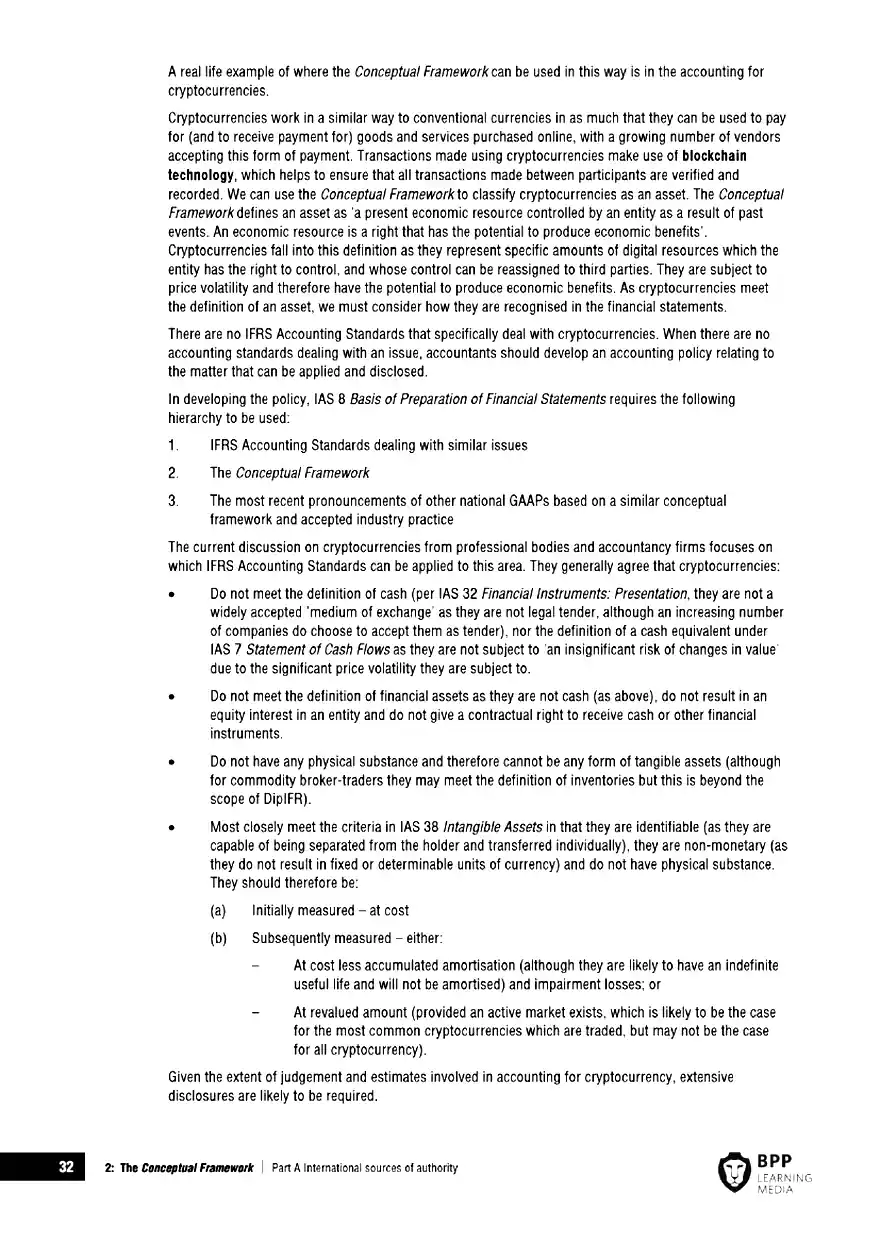 A real life example of where the Conceptual Framework can be used in this way is in the accounting for
cryptocurrencies.
Cryptocurrencies work in a similar way to conventional currencies in as much that they can be used to pay
for (and to receive payment for) goods and services purchased online, with a growing number of vendors
accepting this form of payment. Transactions made using cryptocurrencies make use of blockchain
technology, which helps to ensure that all transactions made between participants are verified and
recorded. We can use the Conceptual Framework to classify cryptocurrencies as an asset. The Conceptual
Framework defines an asset as 'a present economic resource controlled by an entity as a result of past
events. An economic resource is a right that has the potential to produce economic benefits'.
Cryptocurrencies fall into this definition as they represent specific amounts of digital resources which the
entity has the right to control, and whose control can be reassigned to third parties. They are subject to
price volatility and therefore have the potential to produce economic benefits. As cryptocurrencies meet
the definition of an asset, we must consider how they are recognised in the financial statements.
There are no IFRS Accounting Standards that specifically deal with cryptocurrencies. When there are no
accounting standards dealing with an issue, accountants should develop an accounting policy relating to
the matter that can be applied and disclosed.
In developing the policy, IAS 8 Basis of Preparation of Financial Statements requires the following
hierarchy to be used:
1. IFRS Accounting Standards dealing with similar issues
2. The Conceptual Framework
3. The most recent pronouncements of other national GAAPs based on a similar conceptual
framework and accepted industry practice
The current discussion on cryptocurrencies from professional bodies and accountancy firms focuses on
which IFRS Accounting Standards can be applied to this area. They generally agree that cryptocurrencies:
• Do not meet the definition of cash (per IAS 32 Financial Instruments: Presentation, they are not a
widely accepted 'medium of exchange' as they are not legal tender, although an increasing number
of companies do choose to accept them as tender), nor the definition of a cash equivalent under
IAS 7 Statement of Cash Flows as they are not subject to 'an insignificant risk of changes in value'
due to the significant price volatility they are subject to.
• Do not meet the definition of financial assets as they are not cash (as above), do not result in an
equity interest in an entity and do not give a contractual right to receive cash or other financial
instruments.
• Do not have any physical substance and therefore cannot be any form of tangible assets (although
for commodity broker-traders they may meet the definition of inventories but this is beyond the
scope of DipIFR).
• Most closely meet the criteria in IAS 38 Intangible Assets in that they are identifiable (as they are
capable of being separated from the holder and transferred individually), they are non-monetary (as
they do not result in fixed or determinable units of currency) and do not have physical substance.
They should therefore be:
(a) Initially measured – at cost
(b) Subsequently measured – either:
– At cost less accumulated amortisation (although they are likely to have an indefinite
useful life and will not be amortised) and impairment losses; or
– At revalued amount (provided an active market exists, which is likely to be the case
for the most common cryptocurrencies which are traded, but may not be the case
for all cryptocurrency).
Given the extent of judgement and estimates involved in accounting for cryptocurrency, extensive
disclosures are likely to be required.
32 2: The Conceptual Framework | Part A International sources of authority
BPP
LEARNING
MEDIA